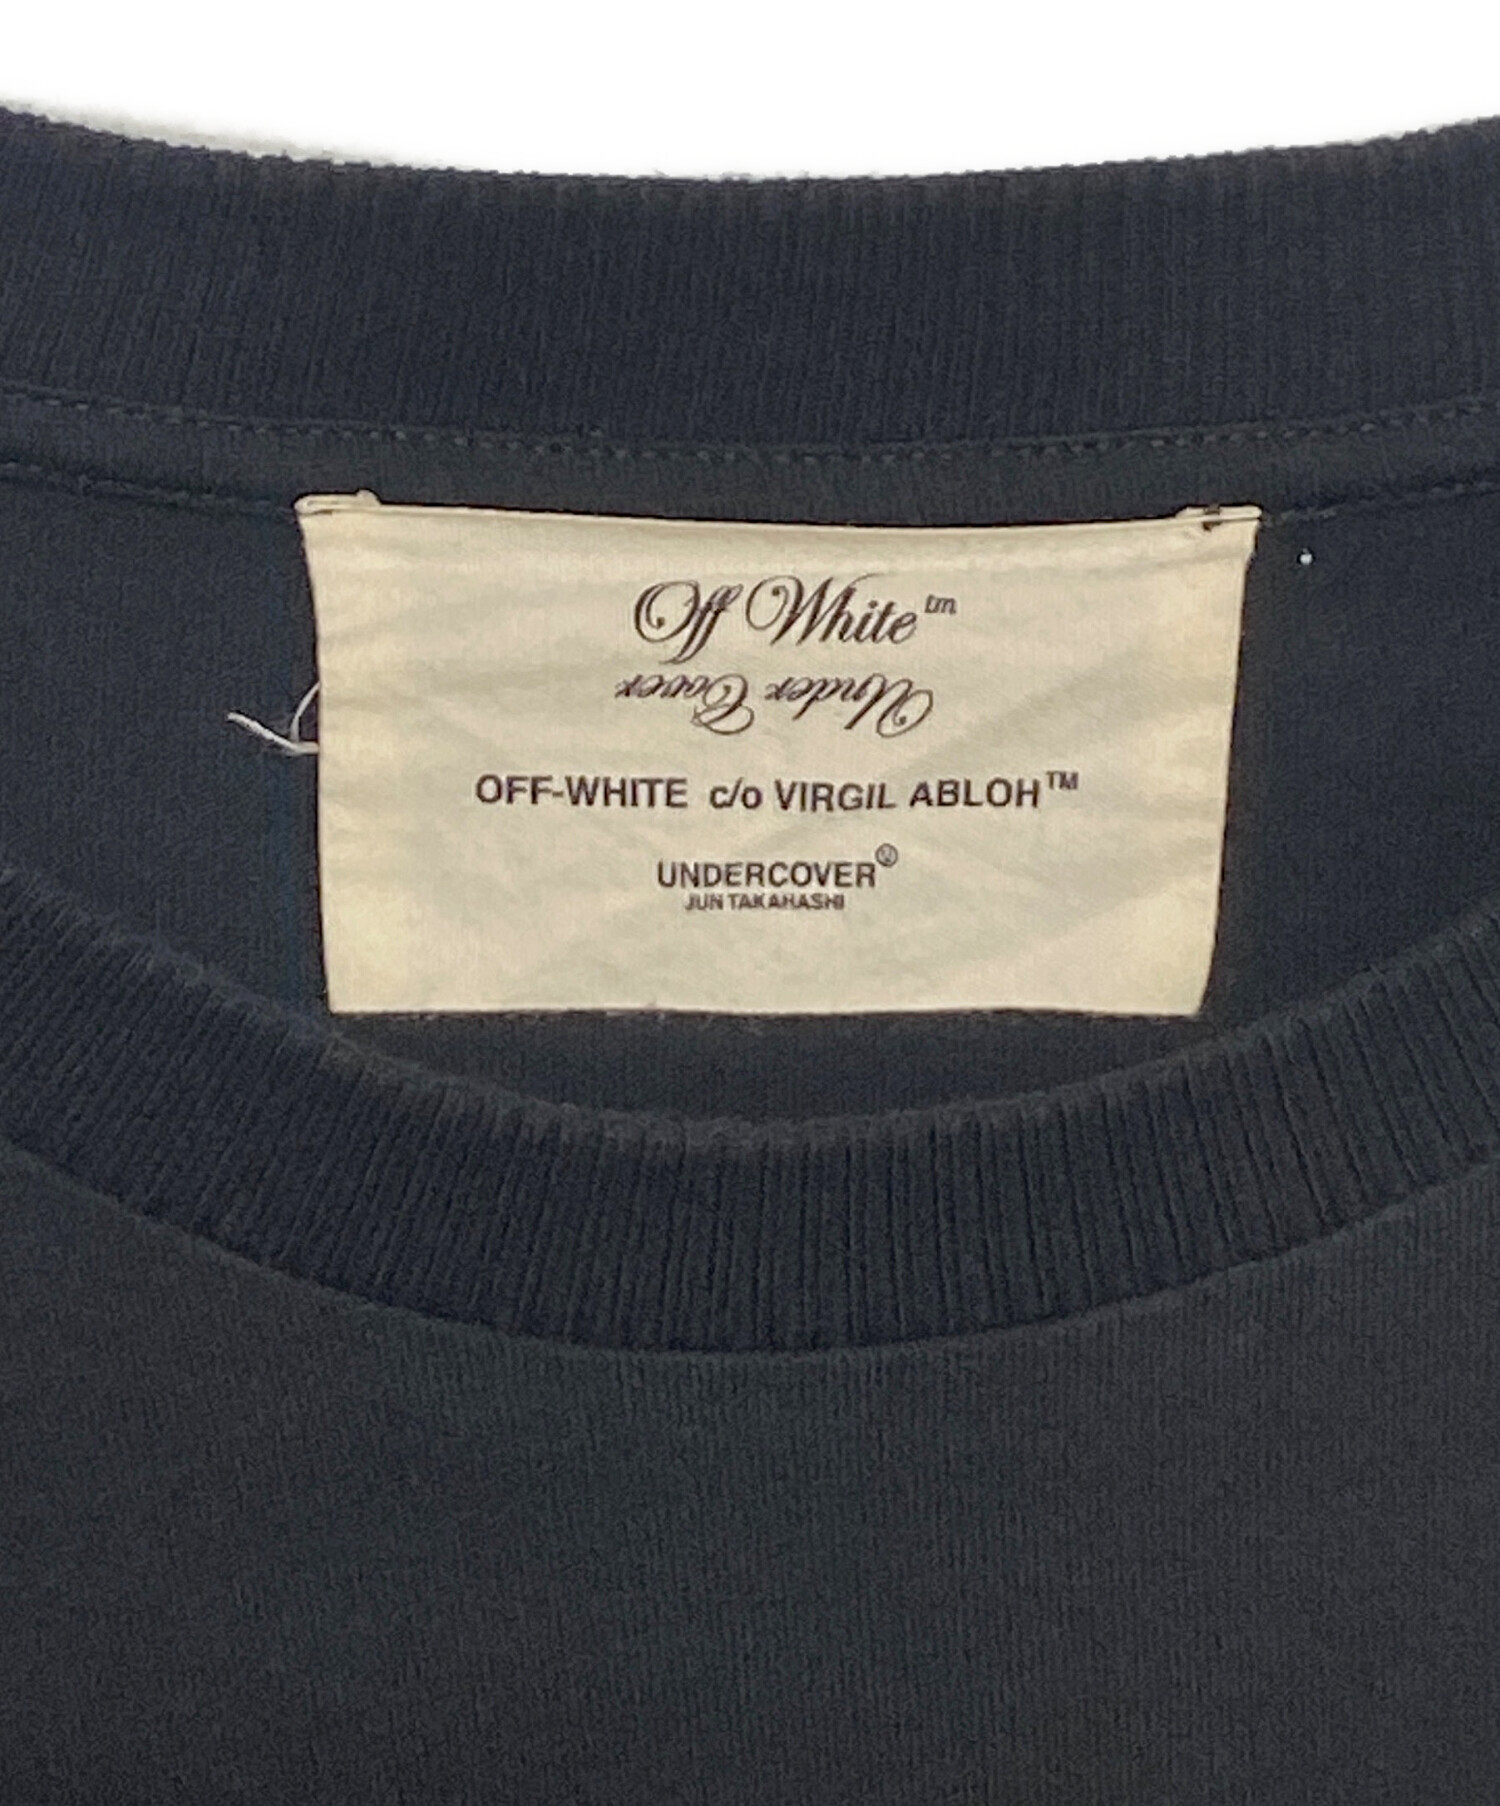 Off White™
Under Cover
OFF-WHITE c/o VIRGIL ABLOH™
UNDERCOVER®
JUN TAKAHASHI